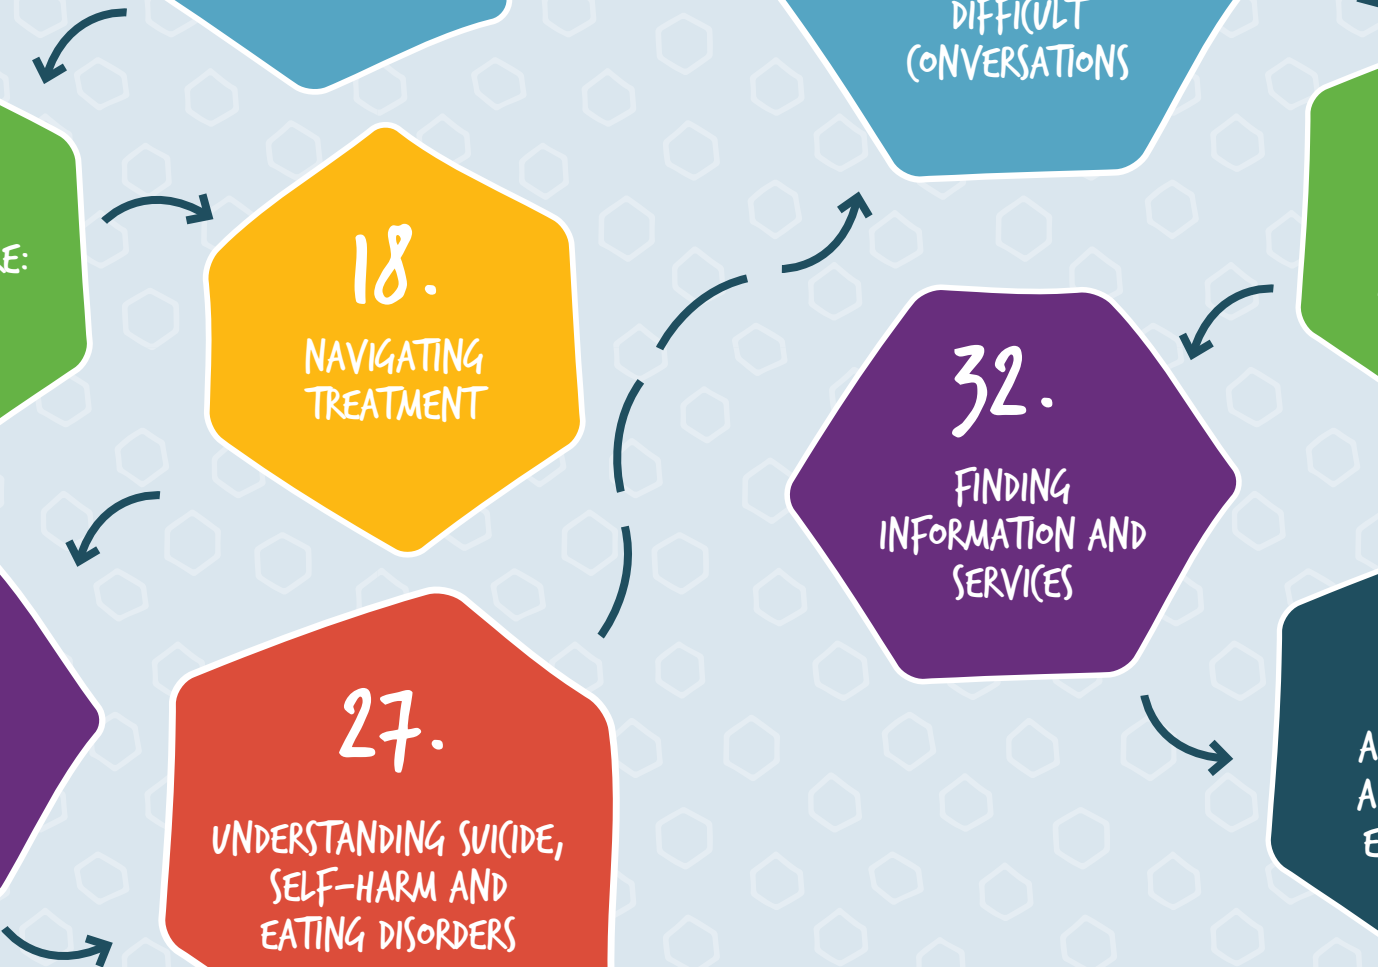 DIFFICULT
CONVERSATIONS
E:
18.
NAVIGATING
TREATMENT
32.
FINDING
INFORMATION AND
SERVICES
27.
UNDERSTANDING SUICIDE,
SELF-HARM AND
EATING DISORDERS
A
A
E